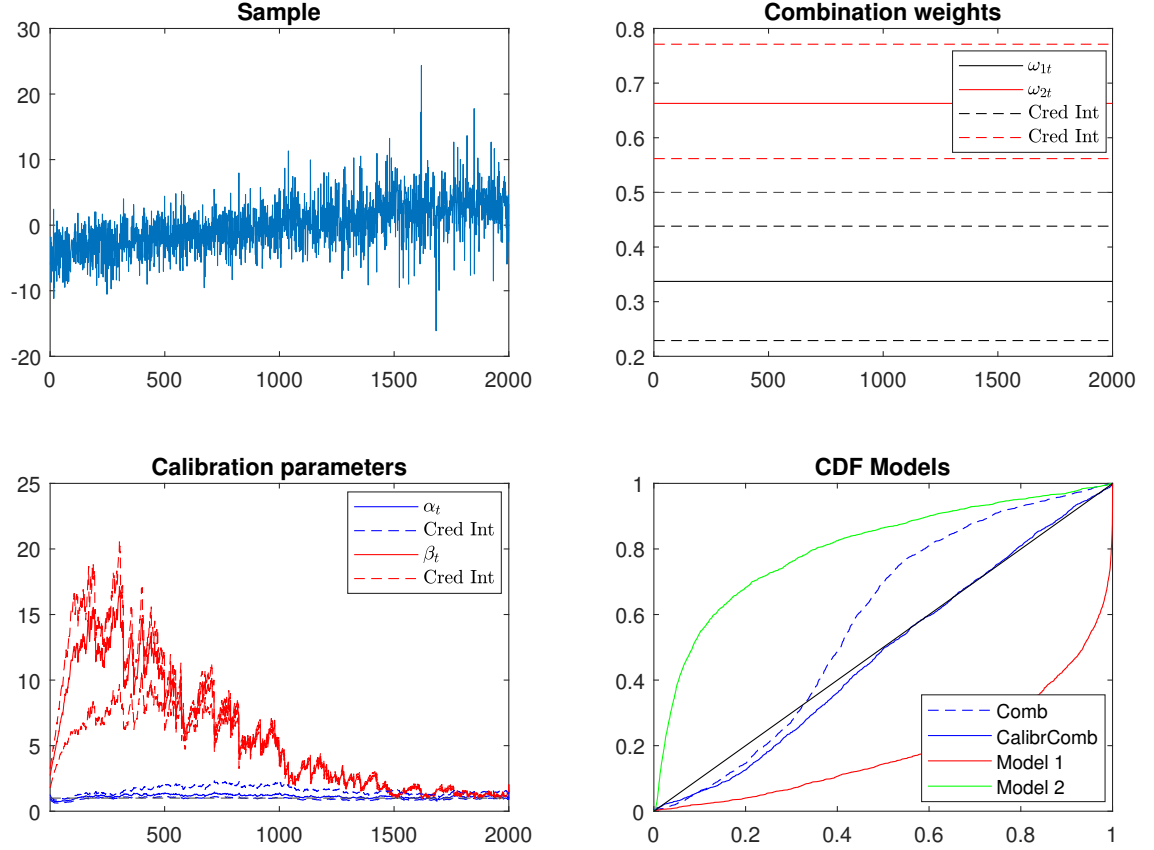 Sample
30
20
10
0
-10
-20
0 500 1000 1500 2000
Combination weights
0.8
0.7
0.6
0.5
0.4
0.3
0.2
0 500 1000 1500 2000
ω1t
ω2t
Cred Int
Cred Int
Calibration parameters
25
20
15
10
5
0
500 1000 1500 2000
αt
Cred Int
βt
Cred Int
CDF Models
1
0.8
0.6
0.4
0.2
0
0 0.2 0.4 0.6 0.8 1
Comb
CalibrComb
Model 1
Model 2